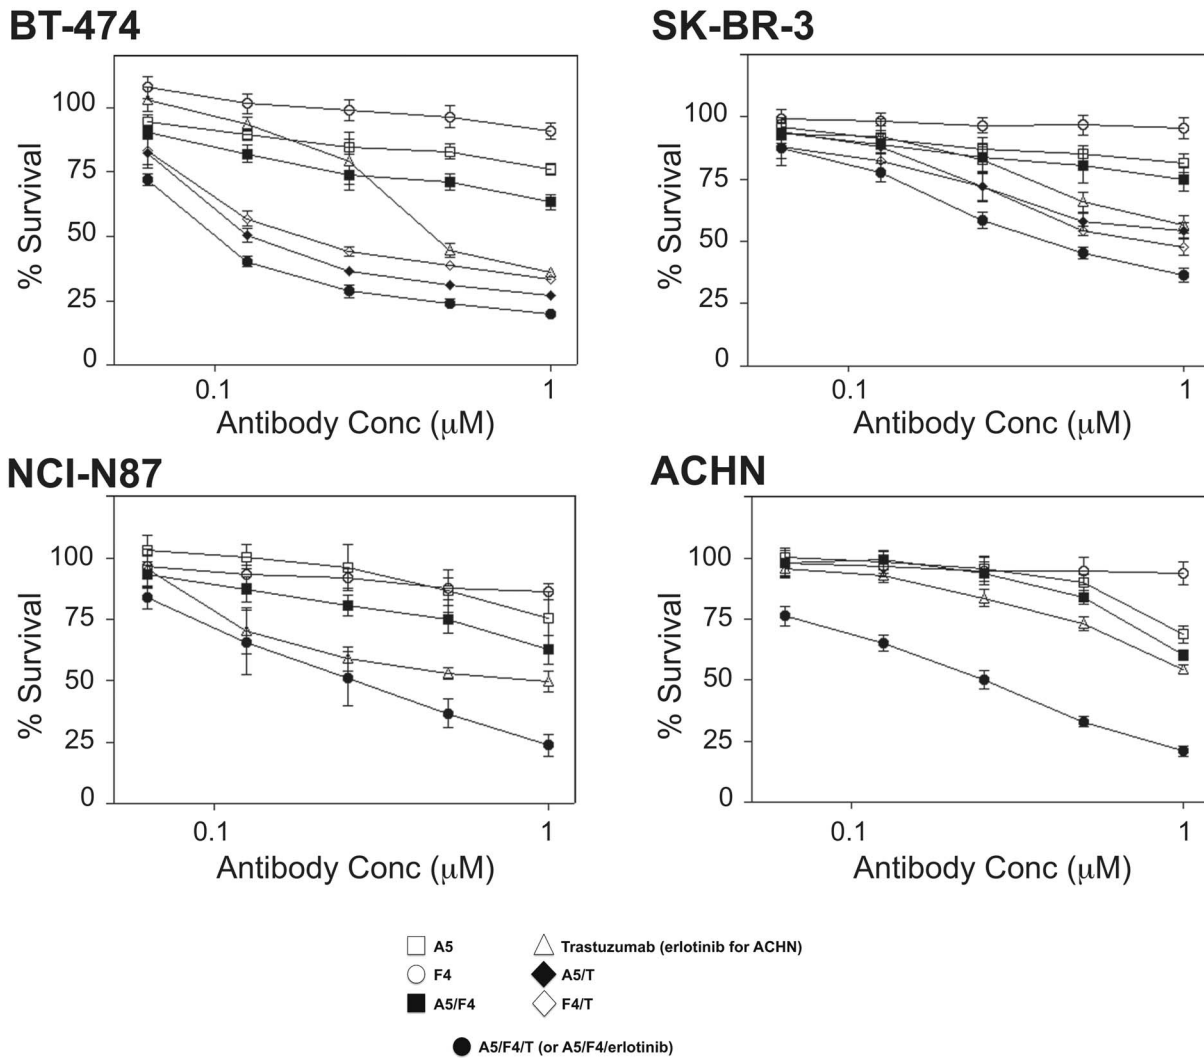 BT-474
SK-BR-3
% Survival
100
75
50
25
0
0.1
1
Antibody Conc (μM)
% Survival
100
75
50
25
0
0.1
1
Antibody Conc (μM)
NCI-N87
ACHN
% Survival
100
75
50
25
0
0.1
1
Antibody Conc (μM)
% Survival
100
75
50
25
0
0.1
1
Antibody Conc (μM)
A5
Trastuzumab (erlotinib for ACHN)
F4
A5/T
A5/F4
F4/T
A5/F4/T (or A5/F4/erlotinib)